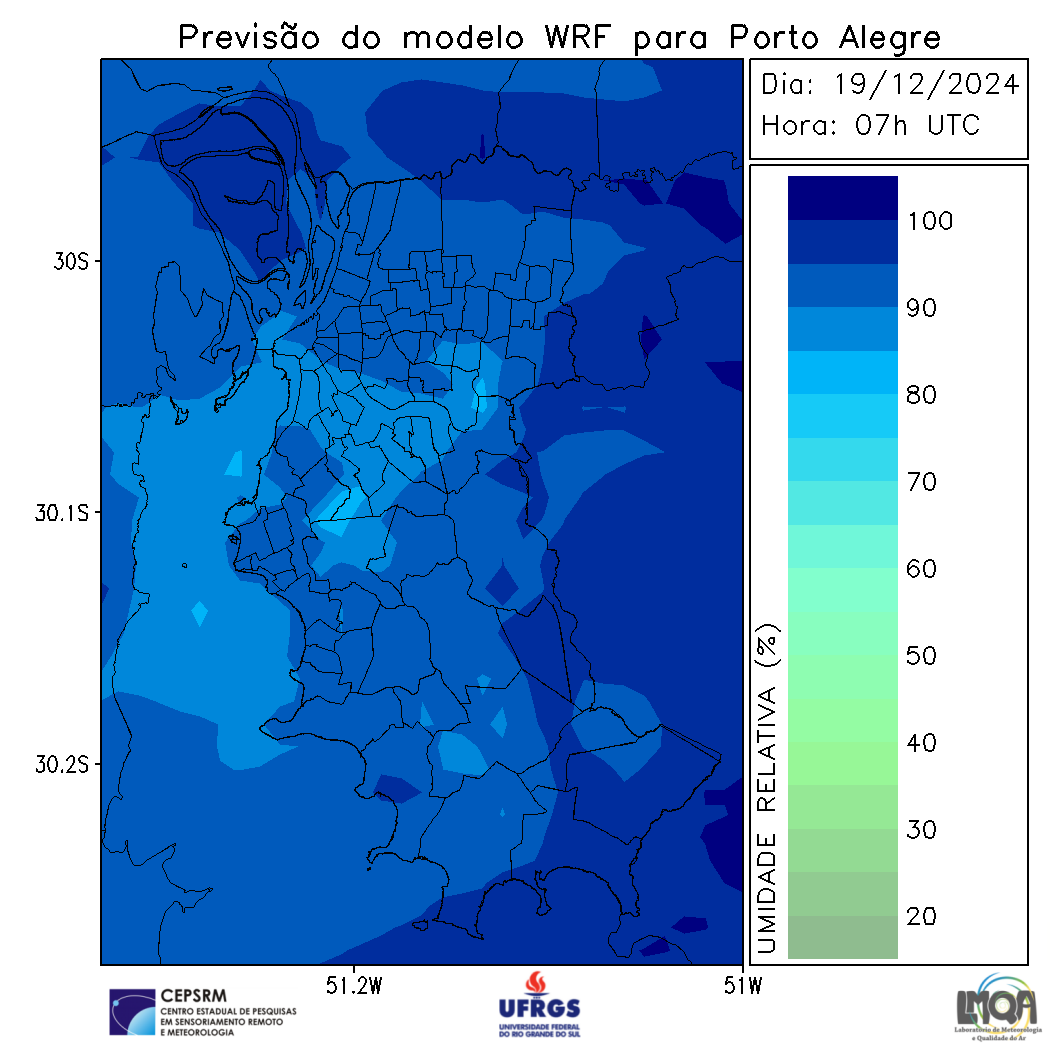 Previsão do modelo WRF para Porto Alegre
Dia: 19/12/2024
Hora: 07h UTC
30S
30.1S
30.2S
51.2W
51W
100
90
80
70
60
50
40
30
20
UMIDADE RELATIVA (%)
CEPSRM
CENTRO ESTADUAL DE PESQUISAS
EM SENSORIAMENTO REMOTO
E METEOROLOGIA
UFRGS
UNIVERSIDADE FEDERAL
DO RIO GRANDE DO SUL
LMQA
Laboratório de Meteorologia
e Qualidade do Ar